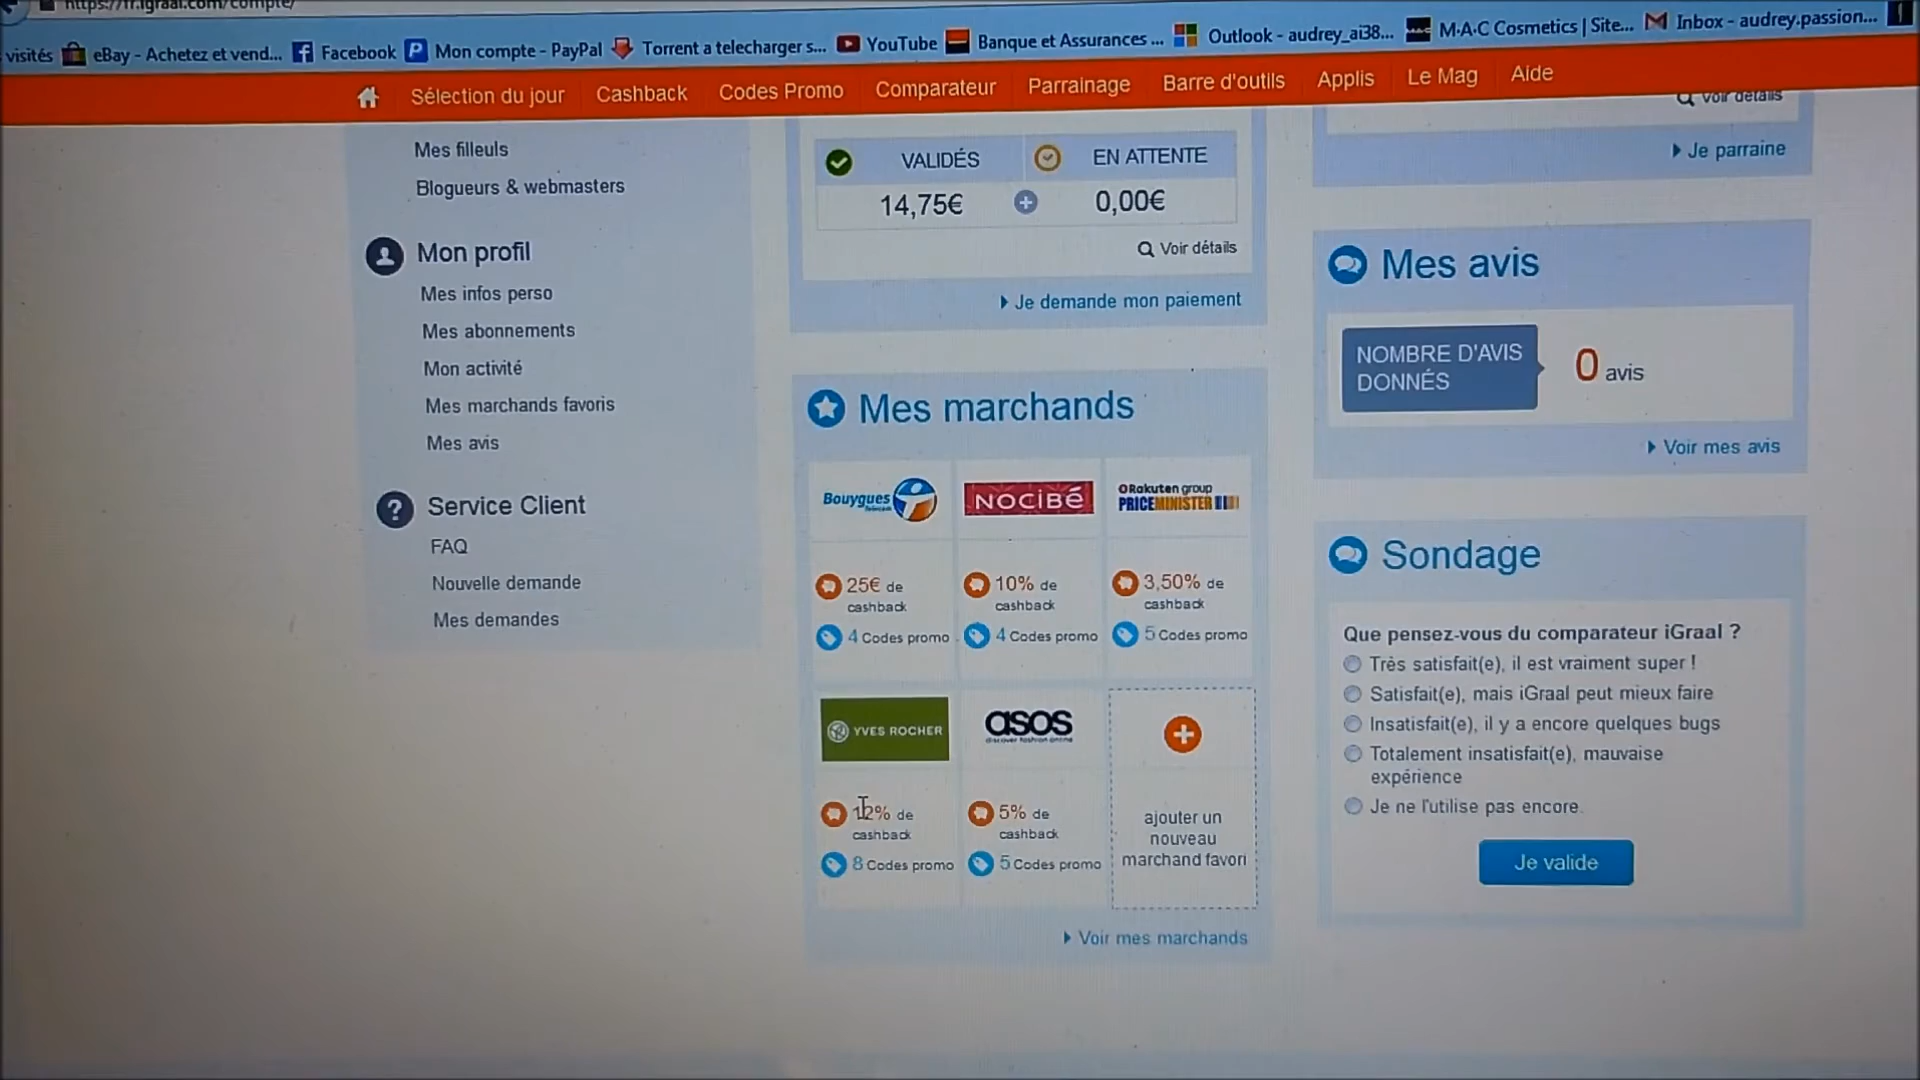 https://fr.igraal.com/compte/
visités
eBay - Achetez et vend...
Facebook
Mon compte - PayPal
Torrent a telecharger s...
YouTube
Banque et Assurances ...
Outlook - audrey_ai38...
M·A·C Cosmetics | Site...
Inbox - audrey.passion...
Sélection du jour
Cashback
Codes Promo
Comparateur
Parrainage
Barre d'outils
Applis
Le Mag
Aide
Mes filleuls
Blogueurs & webmasters
Mon profil
Mes infos perso
Mes abonnements
Mon activité
Mes marchands favoris
Mes avis
Service Client
FAQ
Nouvelle demande
Mes demandes
VALIDÉS
EN ATTENTE
14,75€
0,00€
Voir détails
Je demande mon paiement
Mes marchands
Bouygues
Telecom
NOCIBÉ
Rakuten group
PRICEMINISTER
25€ de
cashback
4 Codes promo
10% de
cashback
4 Codes promo
3,50% de
cashback
5 Codes promo
YVES ROCHER
asos
discover fashion online
12% de
cashback
8 Codes promo
5% de
cashback
5 Codes promo
ajouter un
nouveau
marchand favori
Voir mes marchands
Voir détails
Je parraine
Mes avis
NOMBRE D'AVIS
DONNÉS
0 avis
Voir mes avis
Sondage
Que pensez-vous du comparateur iGraal ?
Très satisfait(e), il est vraiment super !
Satisfait(e), mais iGraal peut mieux faire
Insatisfait(e), il y a encore quelques bugs
Totalement insatisfait(e), mauvaise
expérience
Je ne l'utilise pas encore.
Je valide